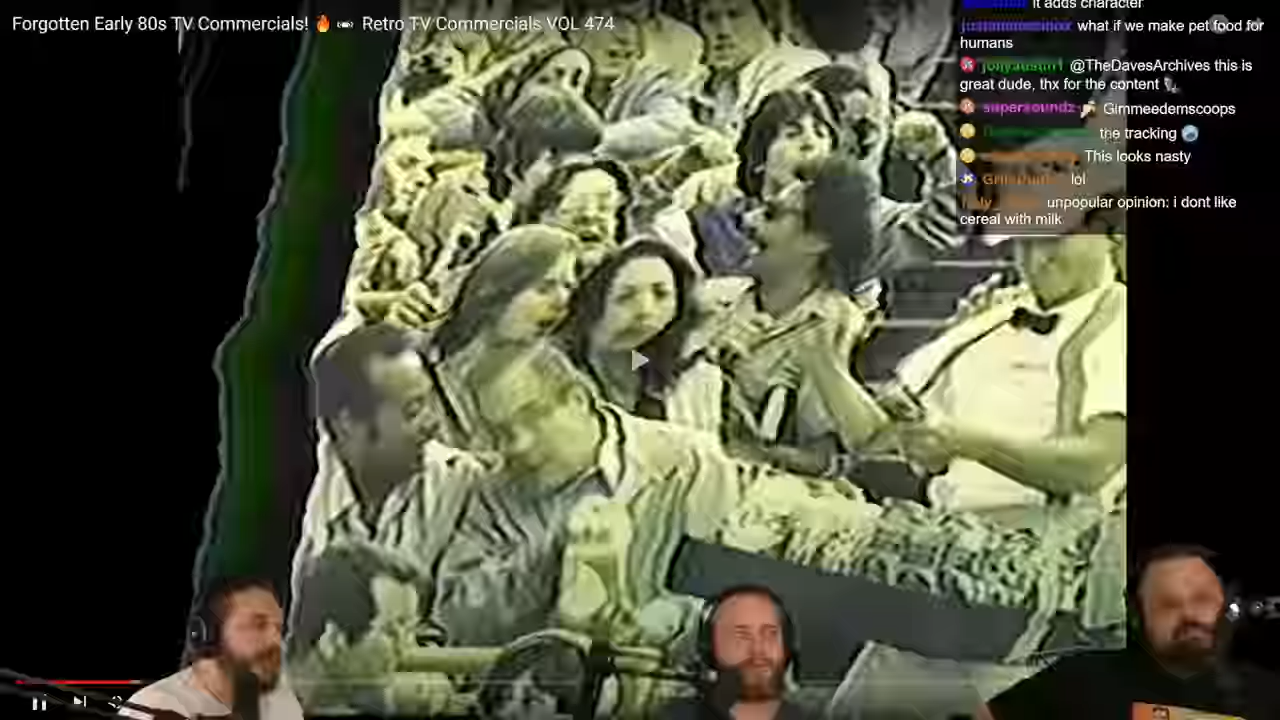 Forgotten Early 80s TV Commercials! 🔥 Retro TV Commercials VOL 474
it adds character
what if we make pet food for
humans
jollyaustin1 @TheDavesArchives this is
great dude, thx for the content
supersoundz Gimmeedemscoops
the tracking
This looks nasty
lol
unpopular opinion: i dont like
cereal with milk